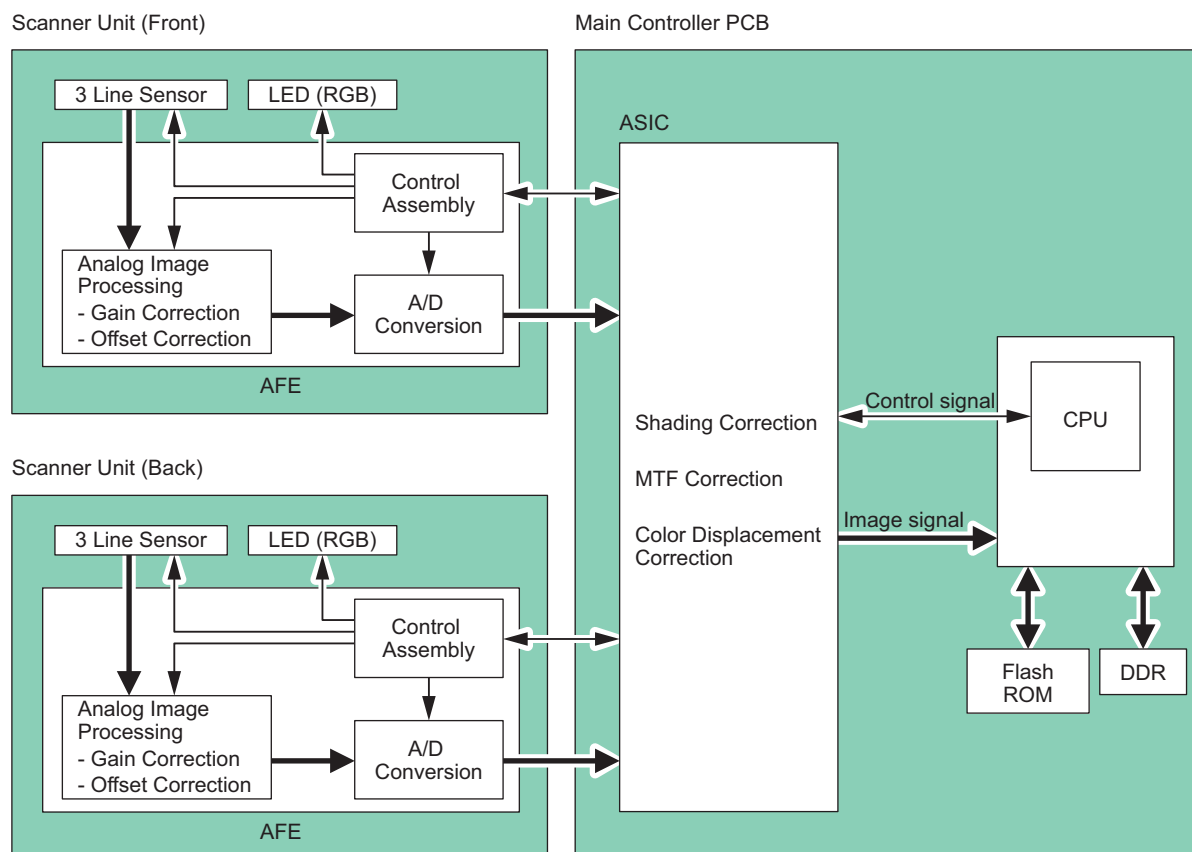 Scanner Unit (Front)
3 Line Sensor
LED (RGB)
Control
Assembly
Analog Image
Processing
- Gain Correction
- Offset Correction
A/D
Conversion
AFE
Scanner Unit (Back)
3 Line Sensor
LED (RGB)
Control
Assembly
Analog Image
Processing
- Gain Correction
- Offset Correction
A/D
Conversion
AFE
Main Controller PCB
ASIC
Shading Correction
MTF Correction
Color Displacement
Correction
Control signal
Image signal
CPU
Flash
ROM
DDR